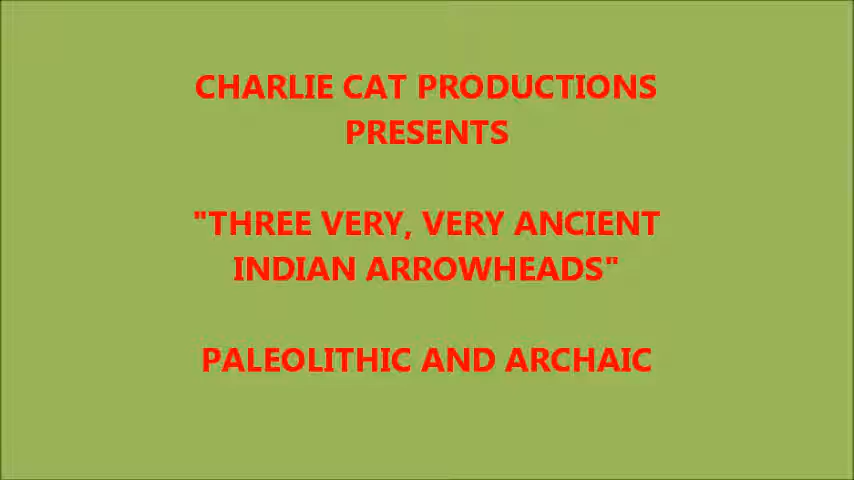 CHARLIE CAT PRODUCTIONS
PRESENTS
"THREE VERY, VERY ANCIENT
INDIAN ARROWHEADS"
PALEOLITHIC AND ARCHAIC